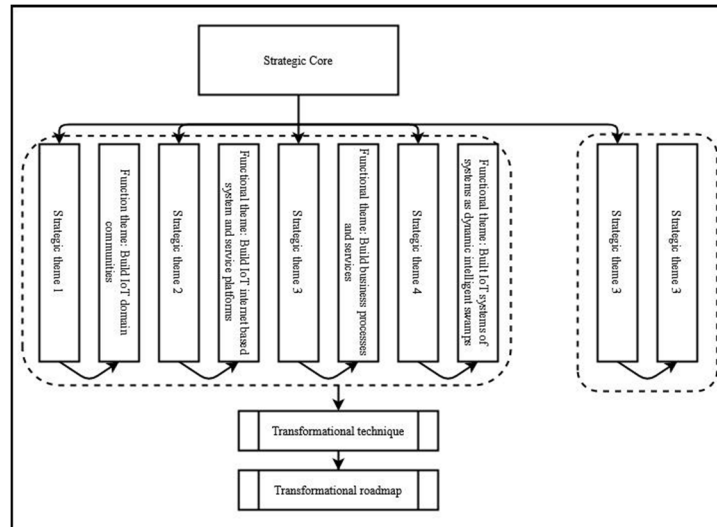 Strategic Core
Strategic theme 1
Function theme: Build IoT domain
communities
Strategic theme 2
Functional theme: Build IoT internet based
system and service platforms
Strategic theme 3
Functional theme: Build business processes
and services
Strategic theme 4
Functional theme: Built IoT systems of
systems as dynamic intelligent swamps
Strategic theme 3
Strategic theme 3
Transformational technique
Transformational roadmap